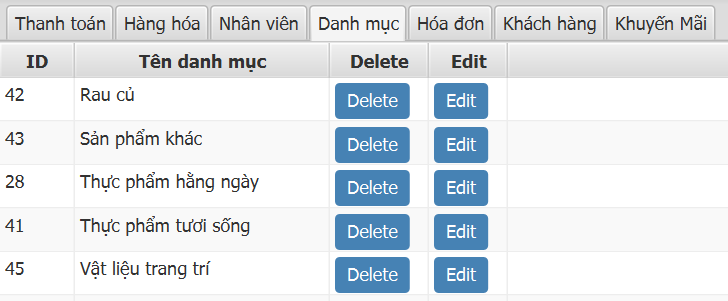 Thanh toán Hàng hóa Nhân viên Danh mục Hóa đơn Khách hàng Khuyến Mãi
ID Tên danh mục Delete Edit
42 Rau củ Delete Edit
43 Sản phẩm khác Delete Edit
28 Thực phẩm hằng ngày Delete Edit
41 Thực phẩm tươi sống Delete Edit
45 Vật liệu trang trí Delete Edit